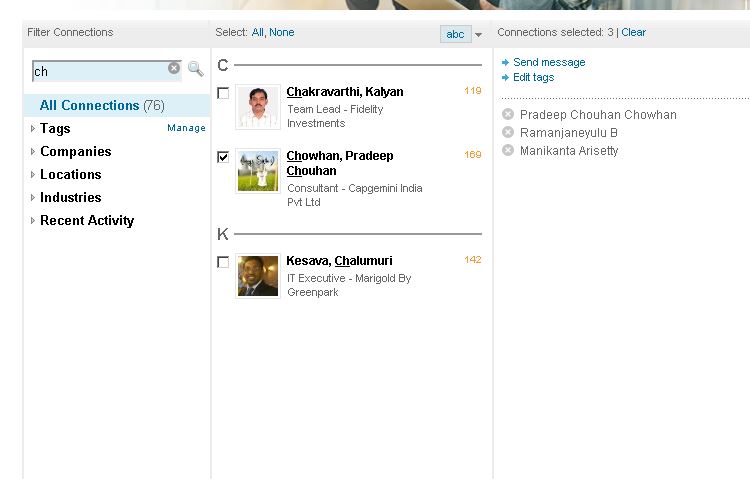 Filter Connections
Select: All, None
abc
Connections selected: 3 | Clear
ch
All Connections (76)
Tags
Manage
Companies
Locations
Industries
Recent Activity
C
Chakravarthi, Kalyan
119
Team Lead - Fidelity
Investments
Chowhan, Pradeep
169
Chouhan
Consultant - Capgemini India
Pvt Ltd
K
Kesava, Chalumuri
142
IT Executive - Marigold By
Greenpark
Send message
Edit tags
Pradeep Chouhan Chowhan
Ramanjaneyulu B
Manikanta Arisetty